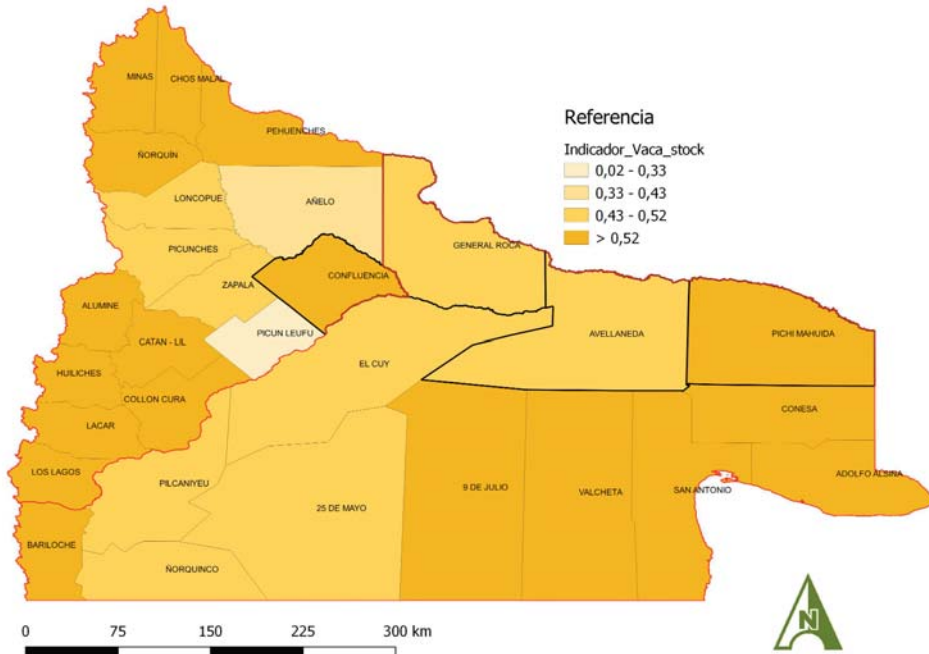 MINAS
CHOS MALAL
PEHUENCHES
ÑORQUÍN
Referencia
Indicador_Vaca_stock
0,02 - 0,33
0,33 - 0,43
0,43 - 0,52
> 0,52
LONCOPUE
AÑELO
PICUNCHES
GENERAL ROCA
ZAPALA
CONFLUENCIA
ALUMINE
PICUN LEUFU
AVELLANEDA
PICHI MAHUIDA
CATAN - LIL
EL CUY
HUILICHES
COLLON CURA
CONESA
LACAR
LOS LAGOS
PILCANIYEU
9 DE JULIO
VALCHETA
SAN ANTONIO
ADOLFO ALSINA
25 DE MAYO
BARILOCHE
ÑORQUINCO
N
0 75 150 225 300 km